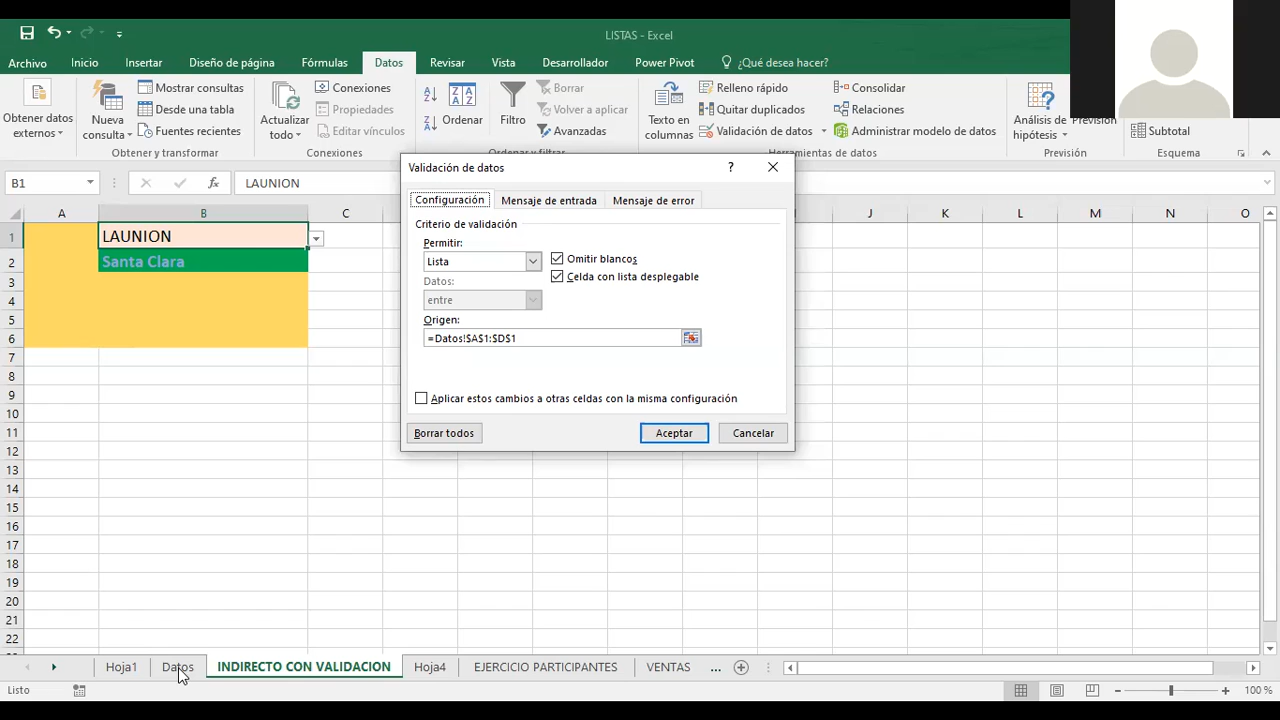 LISTAS - Excel
Archivo Inicio Insertar Diseño de página Fórmulas Datos Revisar Vista Desarrollador Power Pivot ¿Qué desea hacer?
Obtener datos externos
Nueva consulta
Mostrar consultas
Desde una tabla
Fuentes recientes
Obtener y transformar
Actualizar todo
Conexiones
Propiedades
Editar vínculos
Conexiones
Ordenar
Filtro
Borrar
Volver a aplicar
Avanzadas
Ordenar y filtrar
Texto en columnas
Relleno rápido
Quitar duplicados
Validación de datos
Consolidar
Relaciones
Administrar modelo de datos
Herramientas de datos
Análisis de hipótesis
Previsión
Previsión
Subtotal
Esquema
B1 fx LAUNION
A B C J K L M N O
1 LAUNION
2 Santa Clara
3
4
5
6
7
8
9
10
11
12
13
14
15
16
17
18
19
20
21
22
Validación de datos ?
Configuración Mensaje de entrada Mensaje de error
Criterio de validación
Permitir:
Lista
Omitir blancos
Celda con lista desplegable
Datos:
entre
Origen:
=Datos!$A$1:$D$1
Aplicar estos cambios a otras celdas con la misma configuración
Borrar todos Aceptar Cancelar
Hoja1 Datos INDIRECTO CON VALIDACION Hoja4 EJERCICIO PARTICIPANTES VENTAS ...
Listo 100 %